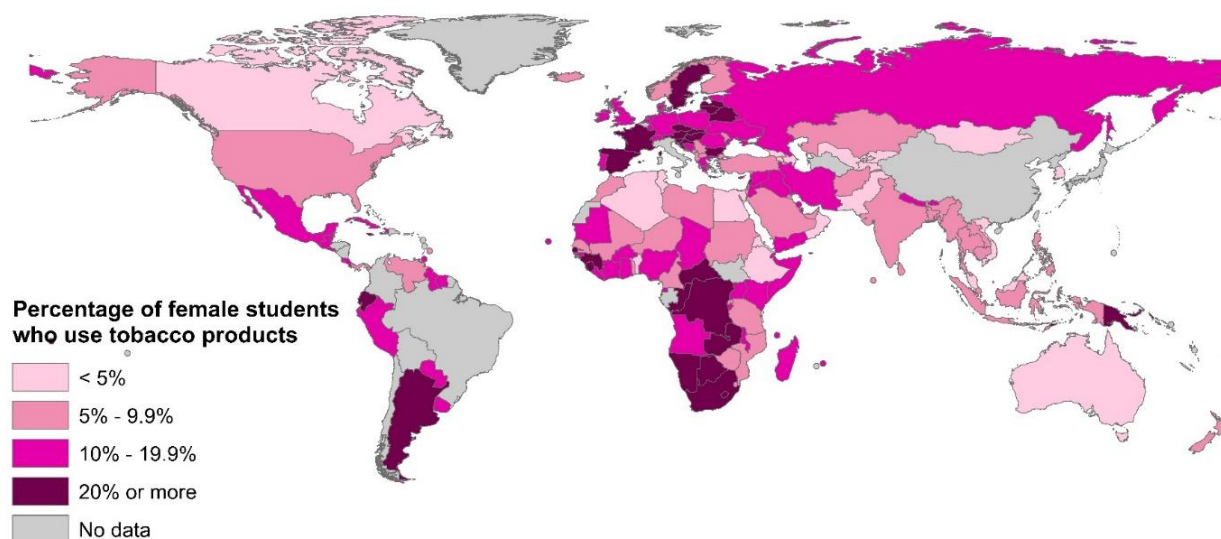 Percentage of female students
who use tobacco products
< 5%
5% - 9.9%
10% - 19.9%
20% or more
No data